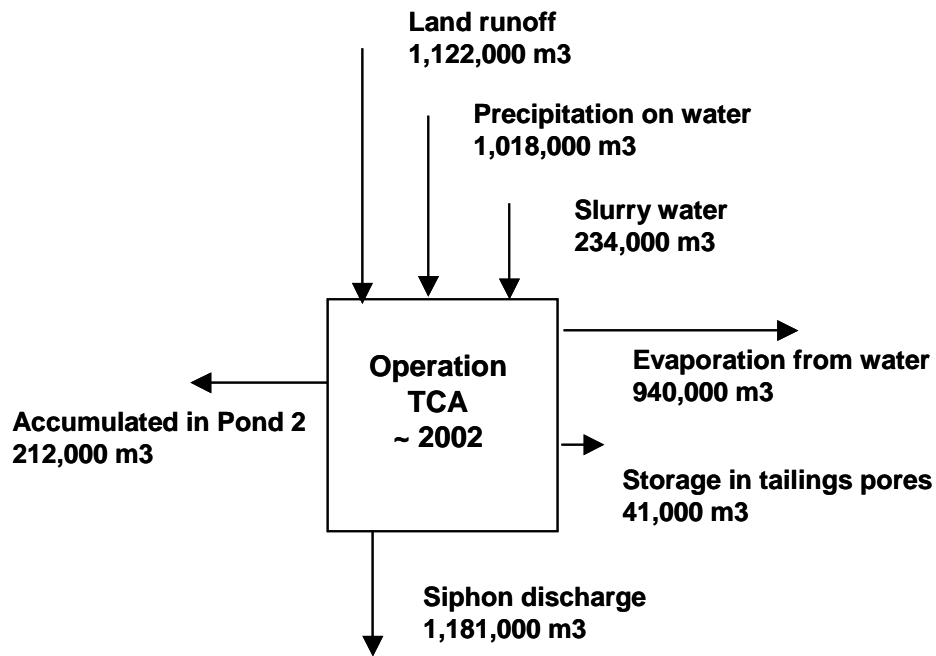 Land runoff
1,122,000 m3
Precipitation on water
1,018,000 m3
Slurry water
234,000 m3
Operation
TCA
~ 2002
Evaporation from water
940,000 m3
Accumulated in Pond 2
212,000 m3
Storage in tailings pores
41,000 m3
Siphon discharge
1,181,000 m3